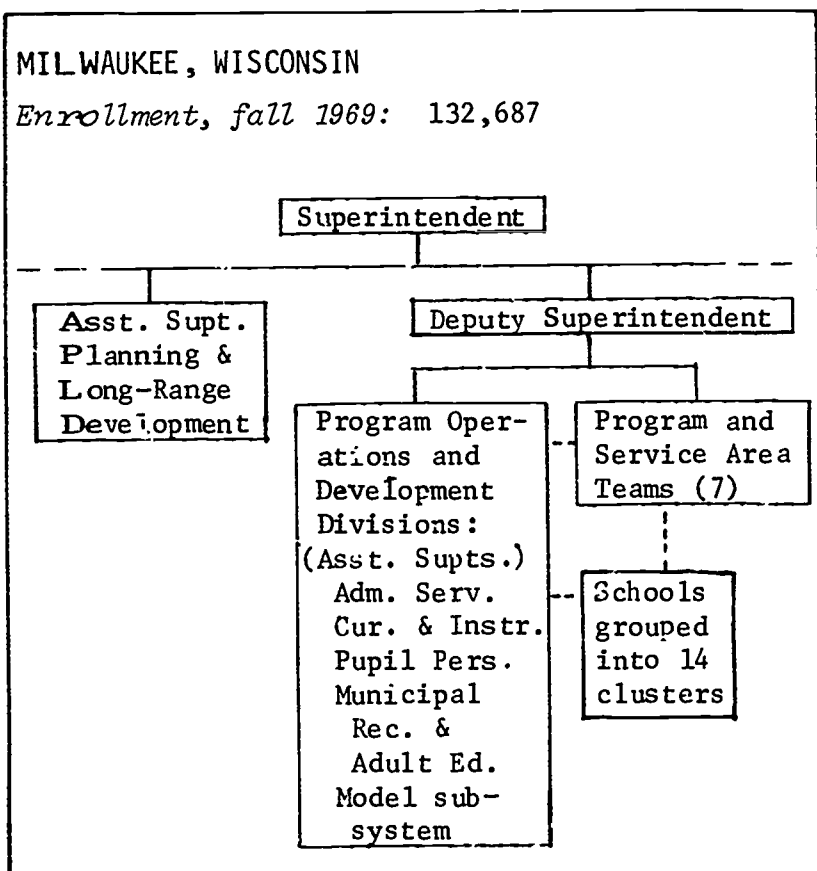 MILWAUKEE, WISCONSIN
Enrollment, fall 1969: 132,687
Superintendent
Asst. Supt.
Planning &
Long-Range
Development
Deputy Superintendent
Program Oper-
ations and
Development
Divisions:
(Asst. Supts.)
Adm. Serv.
Cur. & Instr.
Pupil Pers.
Municipal
Rec. &
Adult Ed.
Model sub-
system
Program and
Service Area
Teams (7)
Schools
grouped
into 14
clusters